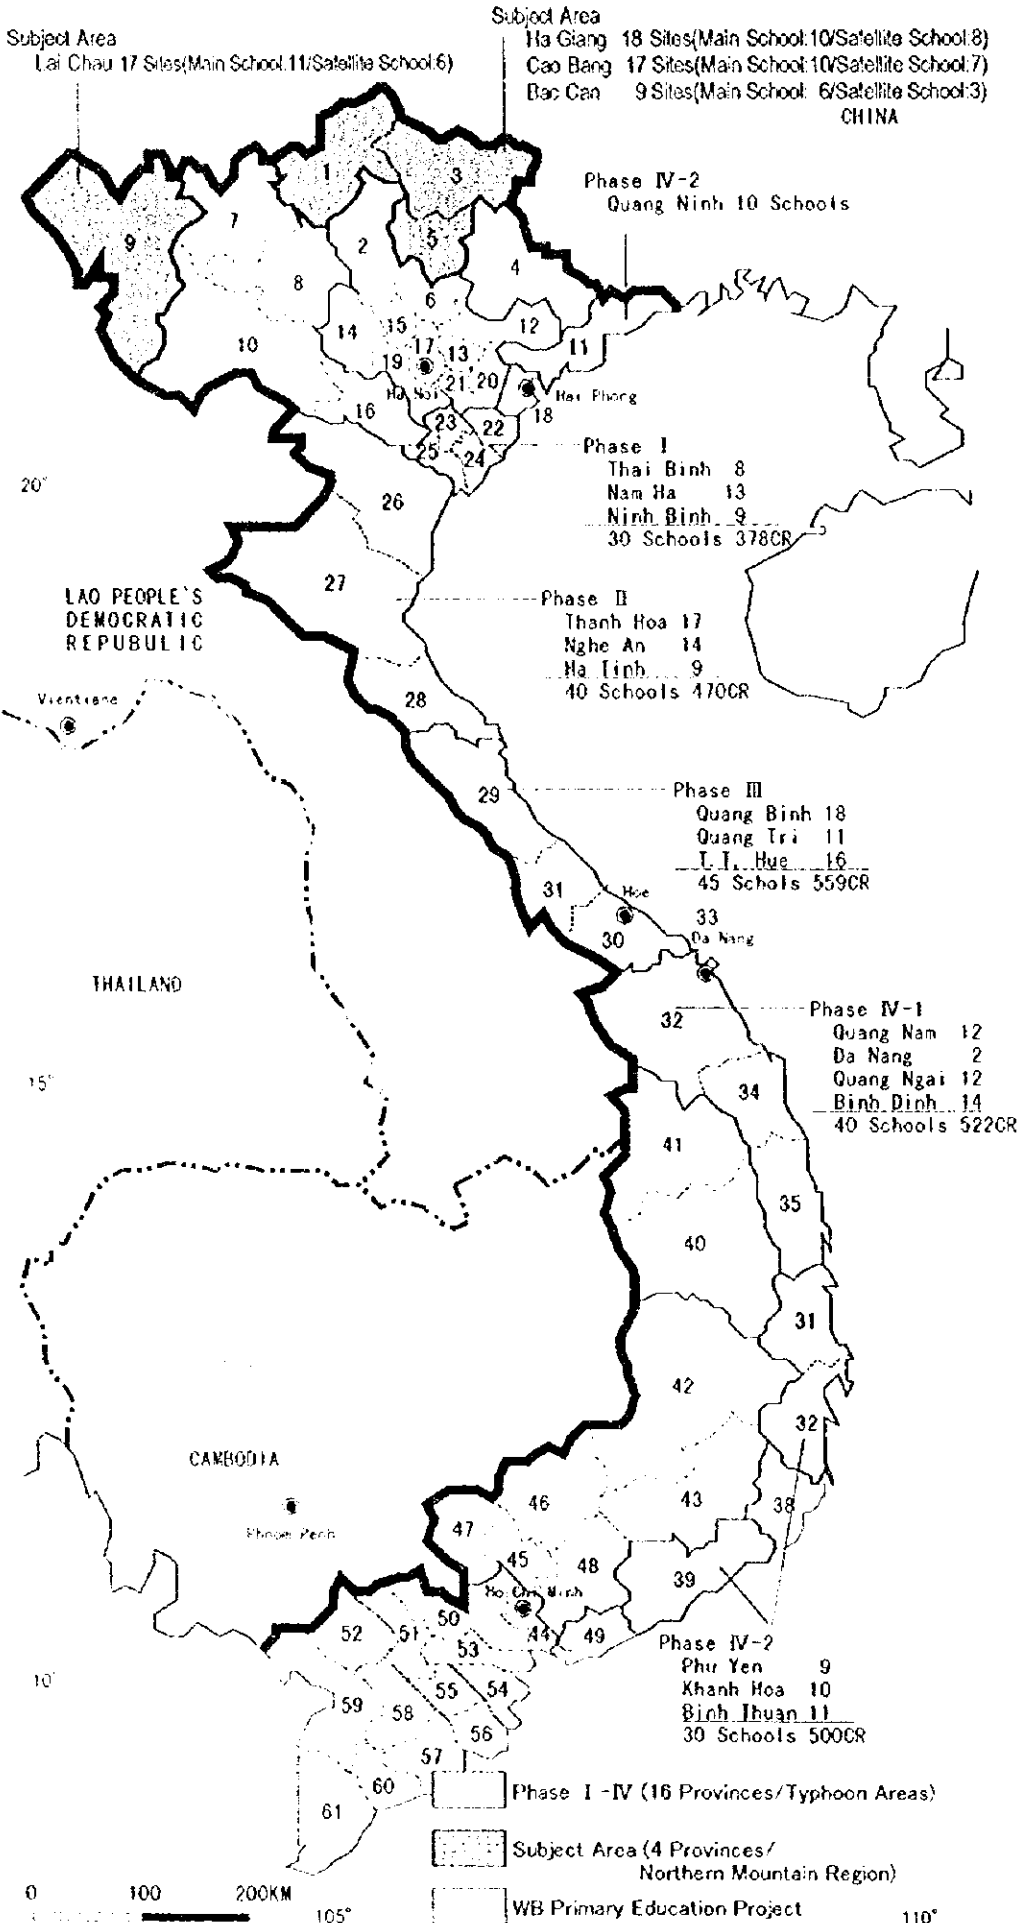 Subject Area
Lai Chau 17 Sites(Main School:11/Satellite School:6)
Subject Area
Ha Giang 18 Sites(Main School:10/Satellite School:8)
Cao Bang 17 Sites(Main School:10/Satellite School:7)
Bac Can 9 Sites(Main School: 6/Satellite School:3)
CHINA
Phase IV-2
Quang Ninh 10 Schools
1
3
7
2
5
9
4
8
6
14
15
12
11
10
19
17
13
21
20
Ha Noi
Hai Phong
16
18
23
22
25
24
Phase I
Thai Binh 8
Nam Ha 13
Ninh Binh 9
30 Schools 378CR
20°
26
27
LAO PEOPLE'S
DEMOCRATIC
REPUBULIC
Phase II
Thanh Hoa 17
Nghe An 14
Ha Tinh 9
40 Schools 470CR
28
Vientiane
29
Phase III
Quang Binh 18
Quang Tri 11
T.T. Hue 16
45 Schols 559CR
31
Hue
30
33
Da Nang
THAILAND
32
Phase IV-1
Quang Nam 12
Da Nang 2
Quang Ngai 12
Binh Dinh 14
40 Schools 522CR
15°
34
41
35
40
31
42
32
CAMBODIA
Phnom Penh
46
43
38
47
45
48
39
Ho Chi Minh
50
52
51
44
49
53
Phase IV-2
Phu Yen 9
Khanh Hoa 10
Binh Thuan 11
30 Schools 500CR
10°
55
54
59
58
56
57
60
61
Phase I -IV (16 Provinces/Typhoon Areas)
Subject Area (4 Provinces/
Northern Mountain Region)
WB Primary Education Project
0 100 200KM
105°
110°